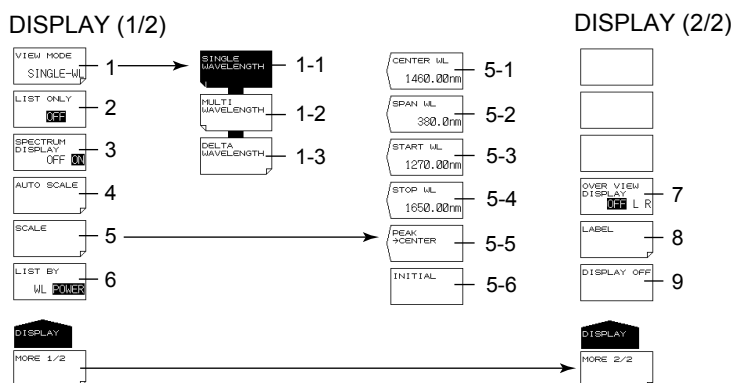 DISPLAY (1/2)
VIEW MODE
SINGLE-WL
1
LIST ONLY
OFF
2
SPECTRUM
DISPLAY
OFF ON
3
AUTO SCALE
4
SCALE
5
LIST BY
WL POWER
6
DISPLAY
MORE 1/2
SINGLE
WAVELENGTH
1-1
MULTI
WAVELENGTH
1-2
DELTA
WAVELENGTH
1-3
CENTER WL
1460.00nm
5-1
SPAN WL
380.0nm
5-2
START WL
1270.00nm
5-3
STOP WL
1650.00nm
5-4
PEAK
→CENTER
5-5
INITIAL
5-6
DISPLAY (2/2)
OVER VIEW
DISPLAY
OFF L R
7
LABEL
8
DISPLAY OFF
9
DISPLAY
MORE 2/2